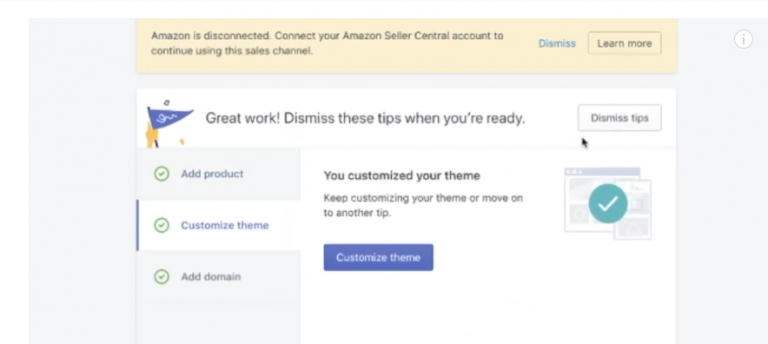 Amazon is disconnected. Connect your Amazon Seller Central account to
continue using this sales channel.
Dismiss
Learn more
Great work! Dismiss these tips when you're ready.
Dismiss tips
Add product
Customize theme
Add domain
You customized your theme
Keep customizing your theme or move on
to another tip.
Customize theme